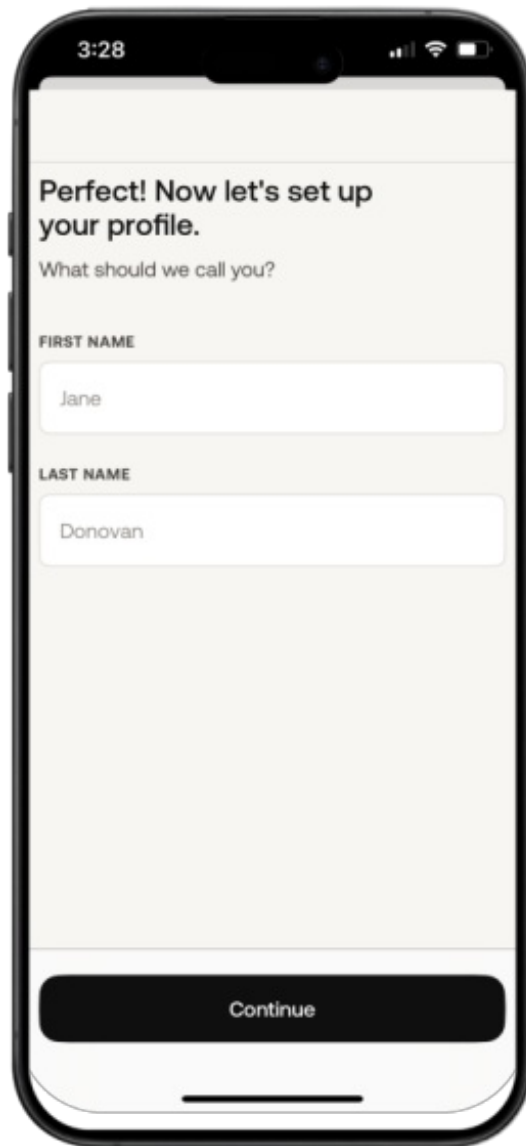 3:28
Perfect! Now let's set up
your profile.
What should we call you?
FIRST NAME
Jane
LAST NAME
Donovan
Continue